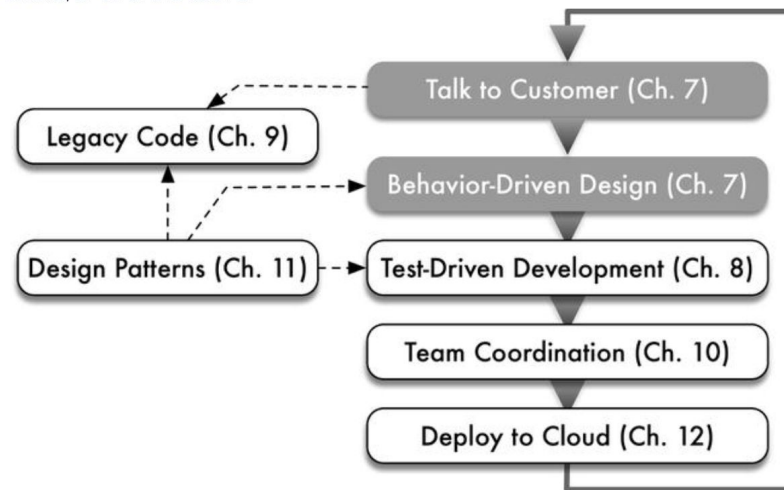 Talk to Customer (Ch. 7)
Legacy Code (Ch. 9)
Behavior-Driven Design (Ch. 7)
Design Patterns (Ch. 11)
Test-Driven Development (Ch. 8)
Team Coordination (Ch. 10)
Deploy to Cloud (Ch. 12)